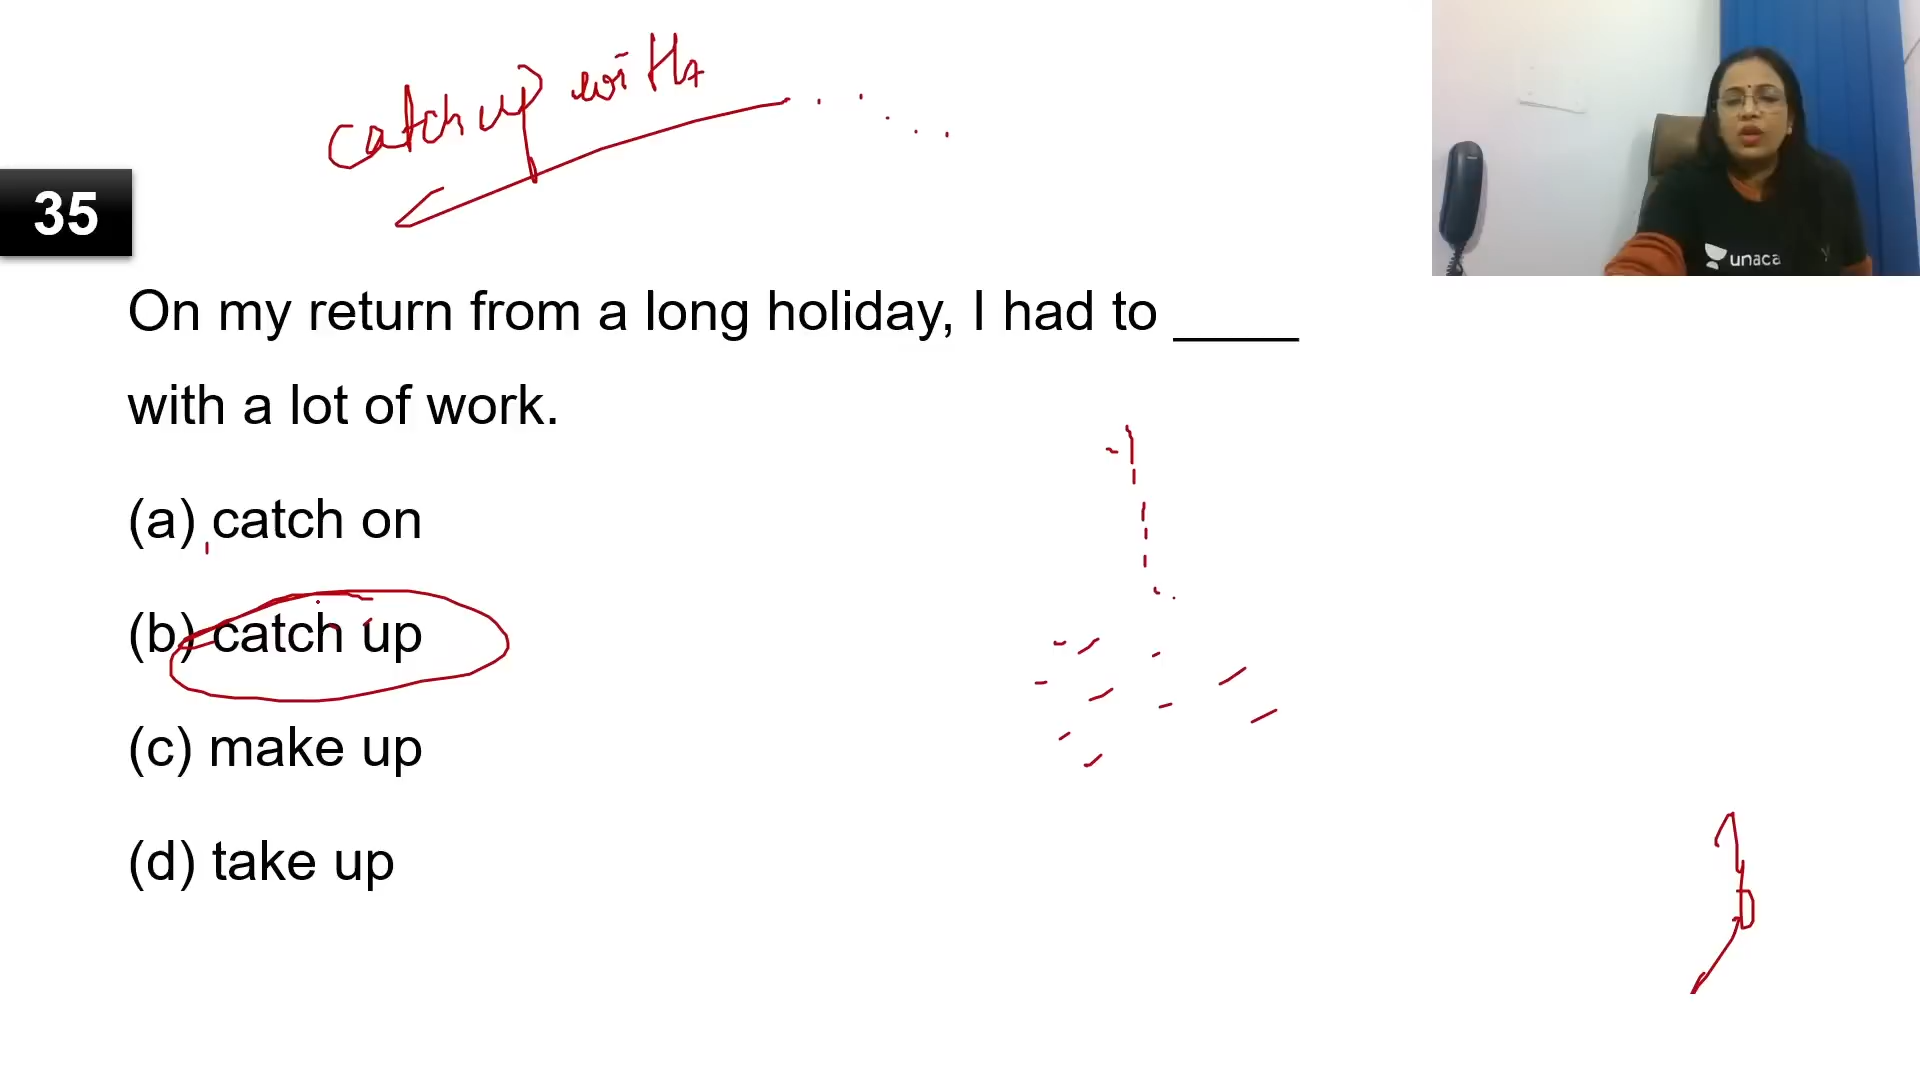 catch up with
35
unaca
On my return from a long holiday, I had to _____
with a lot of work.
(a) catch on
(b) catch up
(c) make up
(d) take up